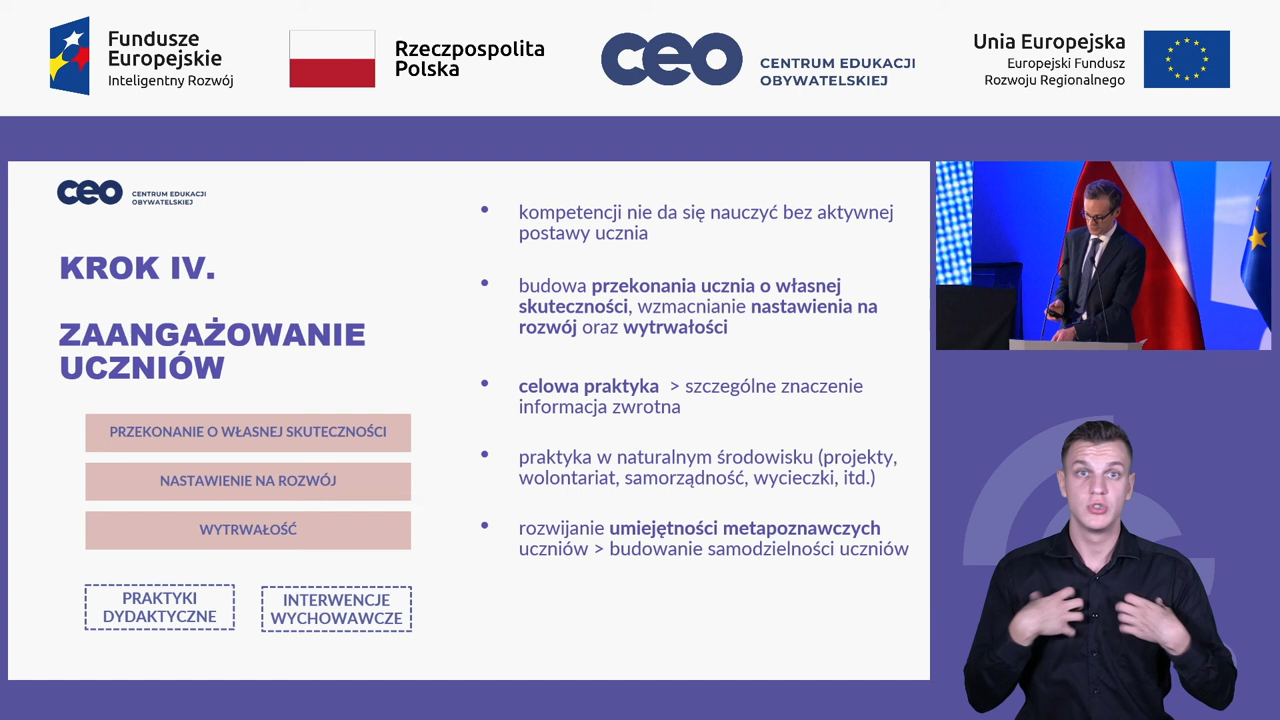 Fundusze
Europejskie
Inteligentny Rozwój
Rzeczpospolita
Polska
ceo
CENTRUM EDUKACJI
OBYWATELSKIEJ
Unia Europejska
Europejski Fundusz
Rozwoju Regionalnego
ceo
CENTRUM EDUKACJI
OBYWATELSKIEJ
KROK IV.
ZAANGAŻOWANIE
UCZNIÓW
PRZEKONANIE O WŁASNEJ SKUTECZNOŚCI
NASTAWIENIE NA ROZWÓJ
WYTRWAŁOŚĆ
PRAKTYKI
DYDAKTYCZNE
INTERWENCJE
WYCHOWAWCZE
• kompetencji nie da się nauczyć bez aktywnej
postawy ucznia
• budowa przekonania ucznia o własnej
skuteczności, wzmacnianie nastawienia na
rozwój oraz wytrwałości
• celowa praktyka > szczególne znaczenie
informacja zwrotna
• praktyka w naturalnym środowisku (projekty,
wolontariat, samorządność, wycieczki, itd.)
• rozwijanie umiejętności metapoznawczych
uczniów > budowanie samodzielności uczniów